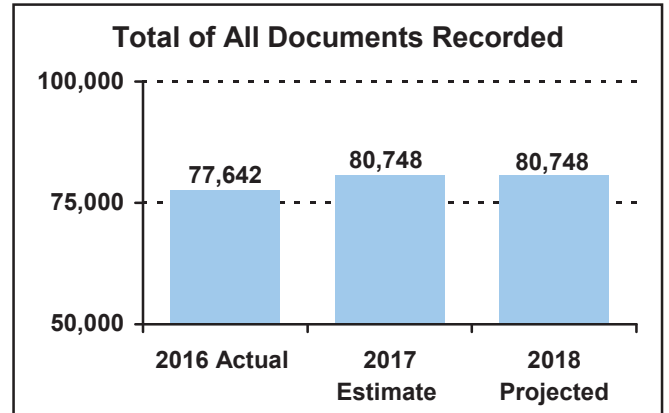 Total of All Documents Recorded
100,000
77,642
80,748
80,748
75,000
50,000
2016 Actual
2017
Estimate
2018
Projected